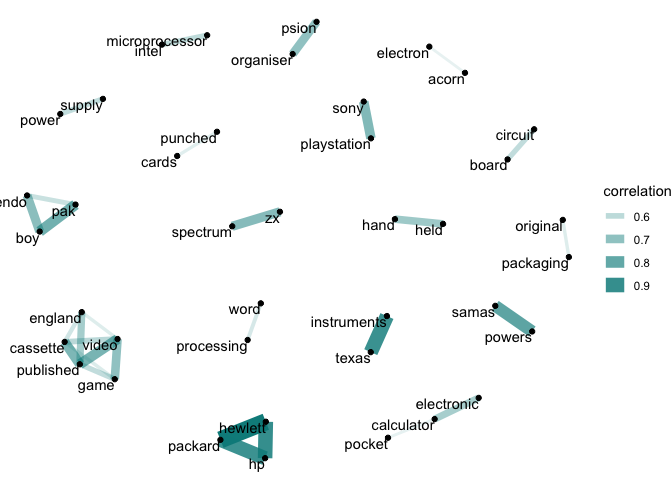 psion
microprocessor
intel
organiser
electron
acorn
supply
power
sony
punched
playstation
circuit
cards
board
correlation
0.6
0.7
0.8
0.9
endo
pak
boy
spectrum
zx
hand
held
original
packaging
england
cassette
video
published
game
word
processing
instruments
texas
samas
powers
hewlett
packard
hp
electronic
calculator
pocket